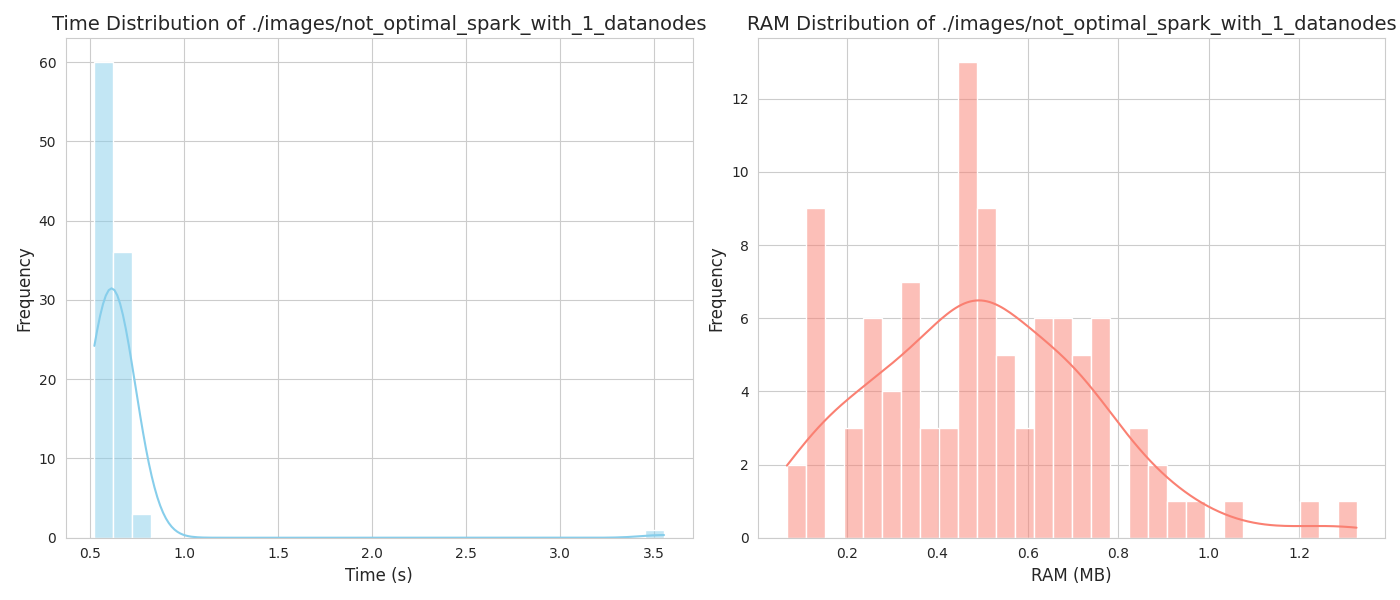 Time Distribution of ./images/not_optimal_spark_with_1_datanodes
60
50
40
30
20
10
0
Frequency
0.5 1.0 1.5 2.0 2.5 3.0 3.5
Time (s)
RAM Distribution of ./images/not_optimal_spark_with_1_datanodes
12
10
8
6
4
2
0
Frequency
0.2 0.4 0.6 0.8 1.0 1.2
RAM (MB)